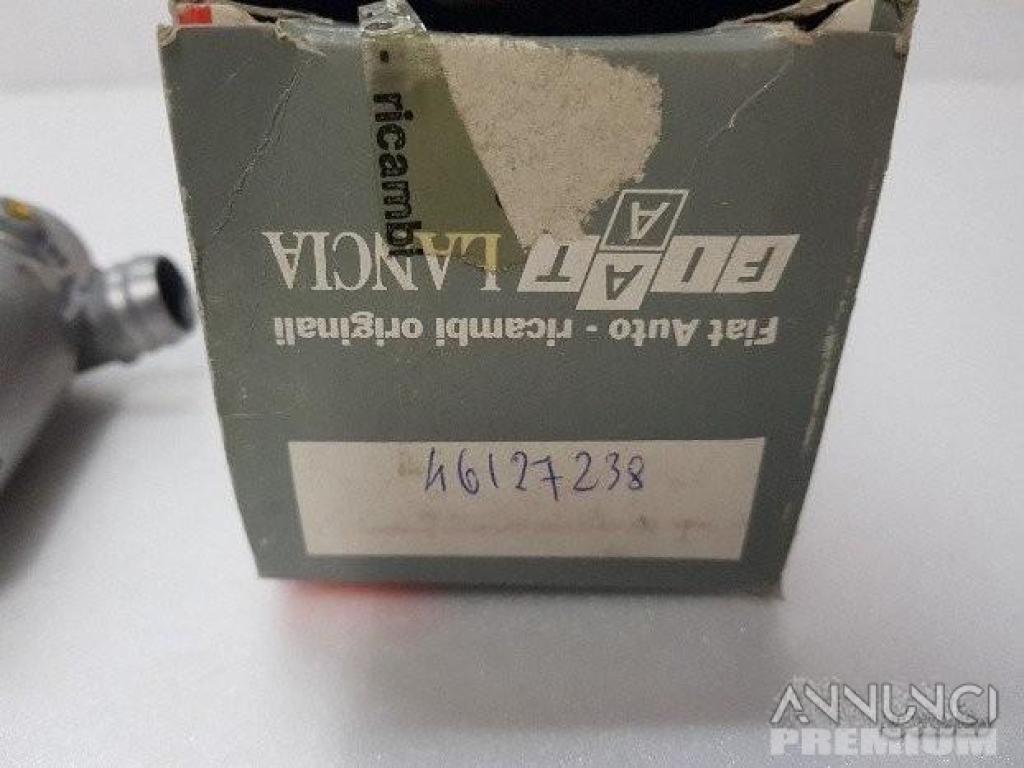 ricambi
FIAT LANCIA
Fiat Auto - ricambi originali
46127238
ANNUNCI
PREMIUM